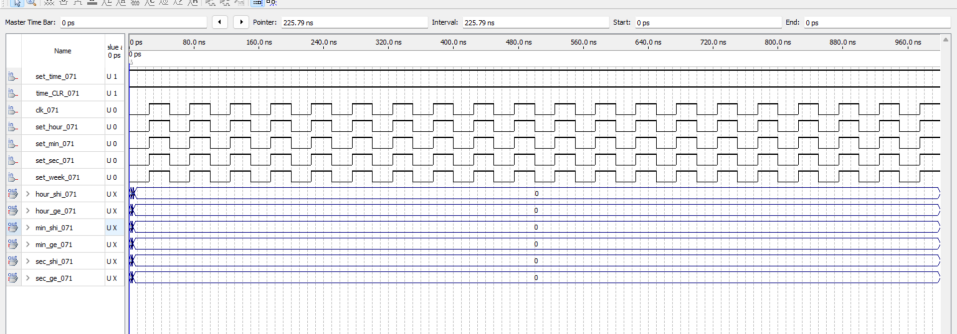 Master Time Bar: 0 ps Pointer: 225.79 ns Interval: 225.79 ns Start: 0 ps End: 0 ps
Name 0 ps 80.0 ns 160.0 ns 240.0 ns 320.0 ns 400.0 ns 480.0 ns 560.0 ns 640.0 ns 720.0 ns 800.0 ns 880.0 ns 960.0 ns
0 ps 0 ps
set_time_071 U 1
time_CLR_071 U 1
clk_071 U 0
set_hour_071 U 0
set_min_071 U 0
set_sec_071 U 0
set_week_071 U 0
hour_shi_071 U X 0
hour_ge_071 U X 0
min_shi_071 U X 0
min_ge_071 U X 0
sec_shi_071 U X 0
sec_ge_071 U X 0